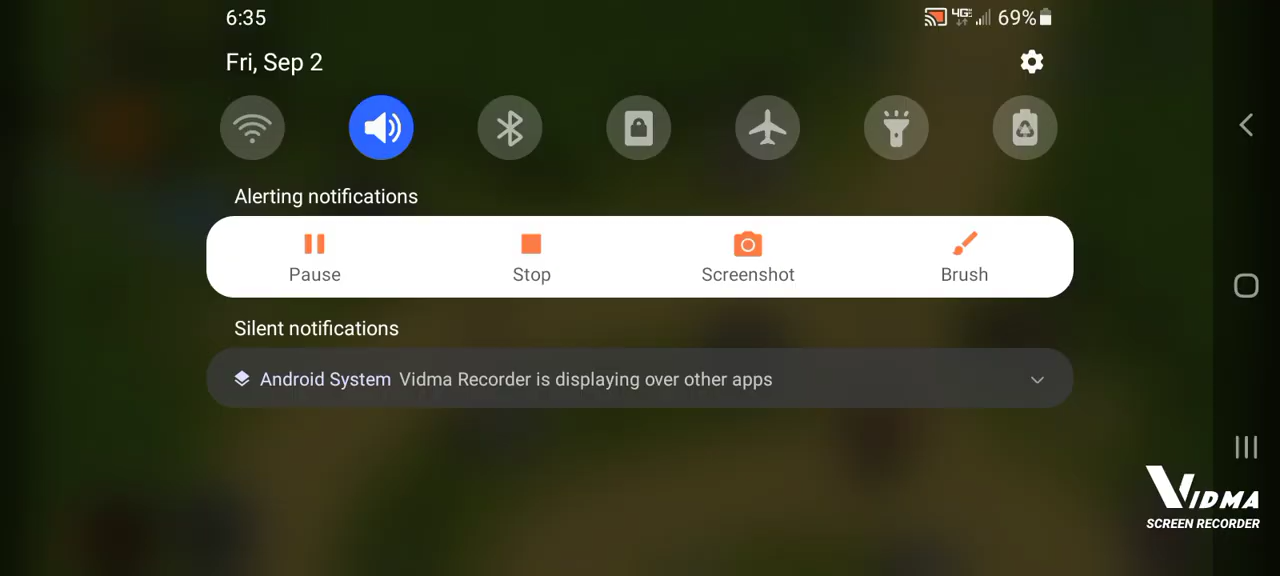 6:35
4G 69%
Fri, Sep 2
Alerting notifications
Pause Stop Screenshot Brush
Silent notifications
Android System Vidma Recorder is displaying over other apps
VIDMA
SCREEN RECORDER